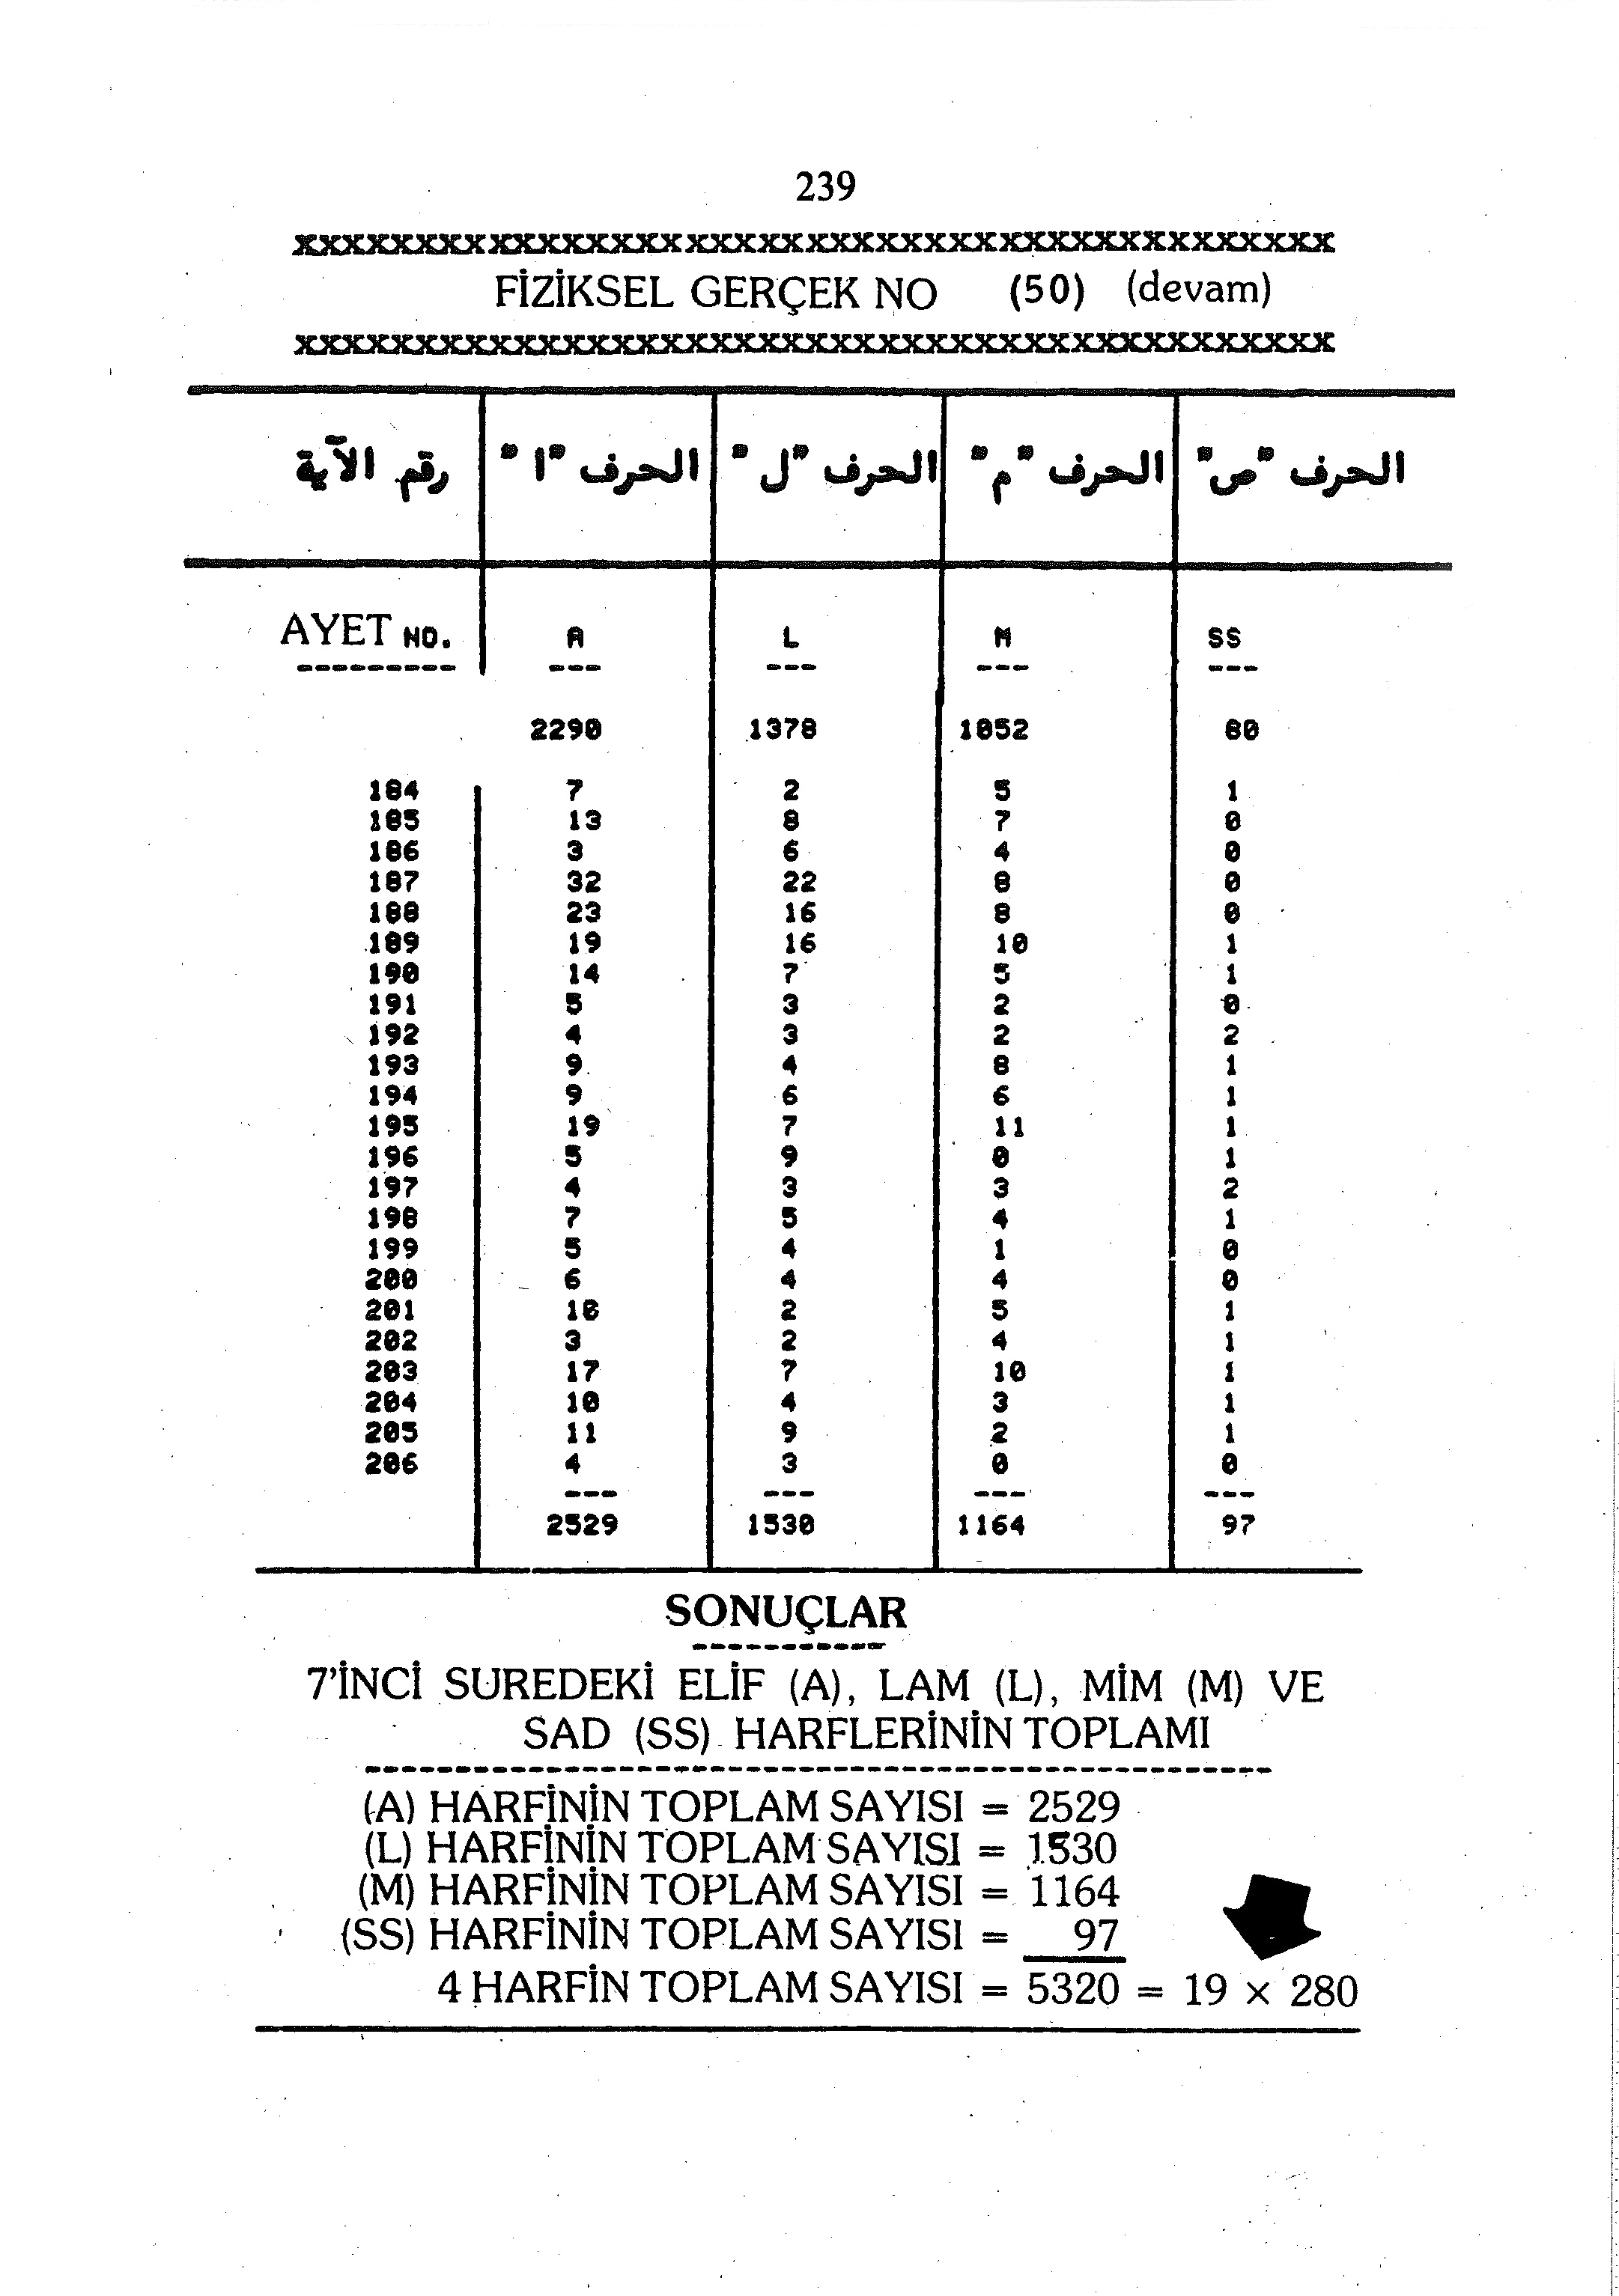 239
XXXXXXXXXXXXXXXXXXXXXXXXXXXXXXXXXXXXXXXXXXX
FİZİKSEL GERÇEK NO (50) (devam)
XXXXXXXXXXXXXXXXXXXXXXXXXXXXXXXXXXXXXXXXXXX
رقم الآية الحرف "ا" الحرف "ل" الحرف "م" الحرف "ص"
AYET NO. A L M SS
2290 1378 1052 80
184 7 2 5 1
185 13 8 7 0
186 3 6 4 0
187 32 22 8 0
188 23 16 8 0
189 19 16 10 1
190 14 7 5 1
191 5 3 2 0
192 4 3 2 2
193 9 4 8 1
194 9 6 6 1
195 19 7 11 1
196 5 9 0 1
197 4 3 3 2
198 7 5 4 1
199 5 4 1 0
200 6 4 4 0
201 10 2 5 1
202 3 2 4 1
203 17 7 10 1
204 10 4 3 1
205 11 9 2 1
206 4 3 0 0
2529 1530 1164 97
SONUÇLAR
7'İNCİ SUREDEKİ ELİF (A), LAM (L), MİM (M) VE
SAD (SS) HARFLERİNİN TOPLAMI
(A) HARFİNİN TOPLAM SAYISI = 2529
(L) HARFİNİN TOPLAM SAYISI = 1530
(M) HARFİNİN TOPLAM SAYISI = 1164
(SS) HARFİNİN TOPLAM SAYISI = 97
4 HARFİN TOPLAM SAYISI = 5320 = 19 x 280